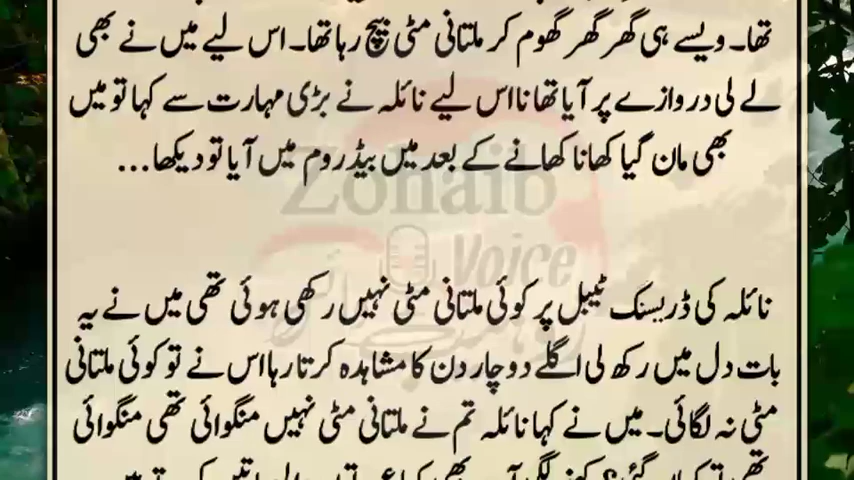 تھا۔ ویسے ہی گھر گھر گھوم کر ملتانی مٹی بیچ رہا تھا۔ اس لیے میں نے بھی
لے لی دروازے پر آیا تھا نا اس لیے نائلہ نے بڑی مہارت سے کہا تو میں
بھی مان گیا کھانا کھانے کے بعد میں بیڈ روم میں آیا تو دیکھا...
Zohaib
Voice
نائلہ کی ڈریسنگ ٹیبل پر کوئی ملتانی مٹی نہیں رکھی ہوئی تھی میں نے یہ
بات دل میں رکھ لی اگلے دو چار دن کا مشاہدہ کرتا رہا اس نے تو کوئی ملتانی
مٹی نہ لگائی۔ میں نے کہا نائلہ تم نے ملتانی مٹی نہیں منگوائی تھی منگوائی